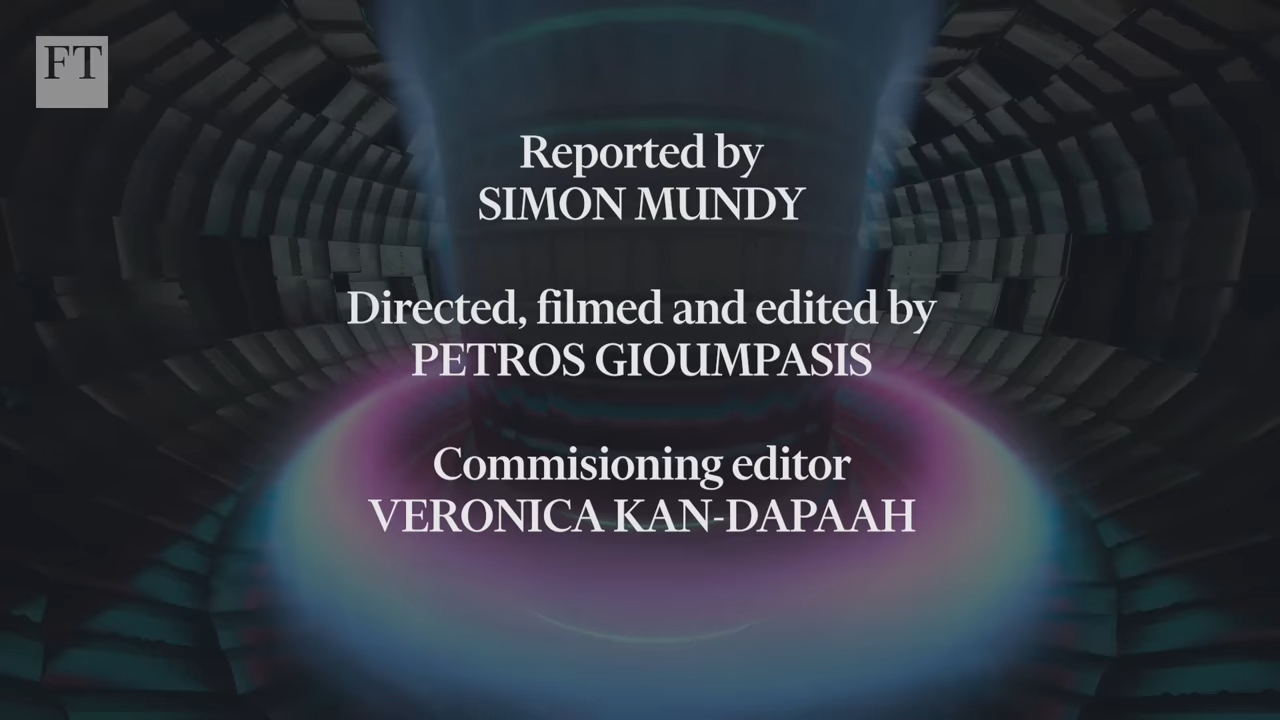 FT
Reported by
SIMON MUNDY
Directed, filmed and edited by
PETROS GIOUMPASIS
Commisioning editor
VERONICA KAN-DAPAAH